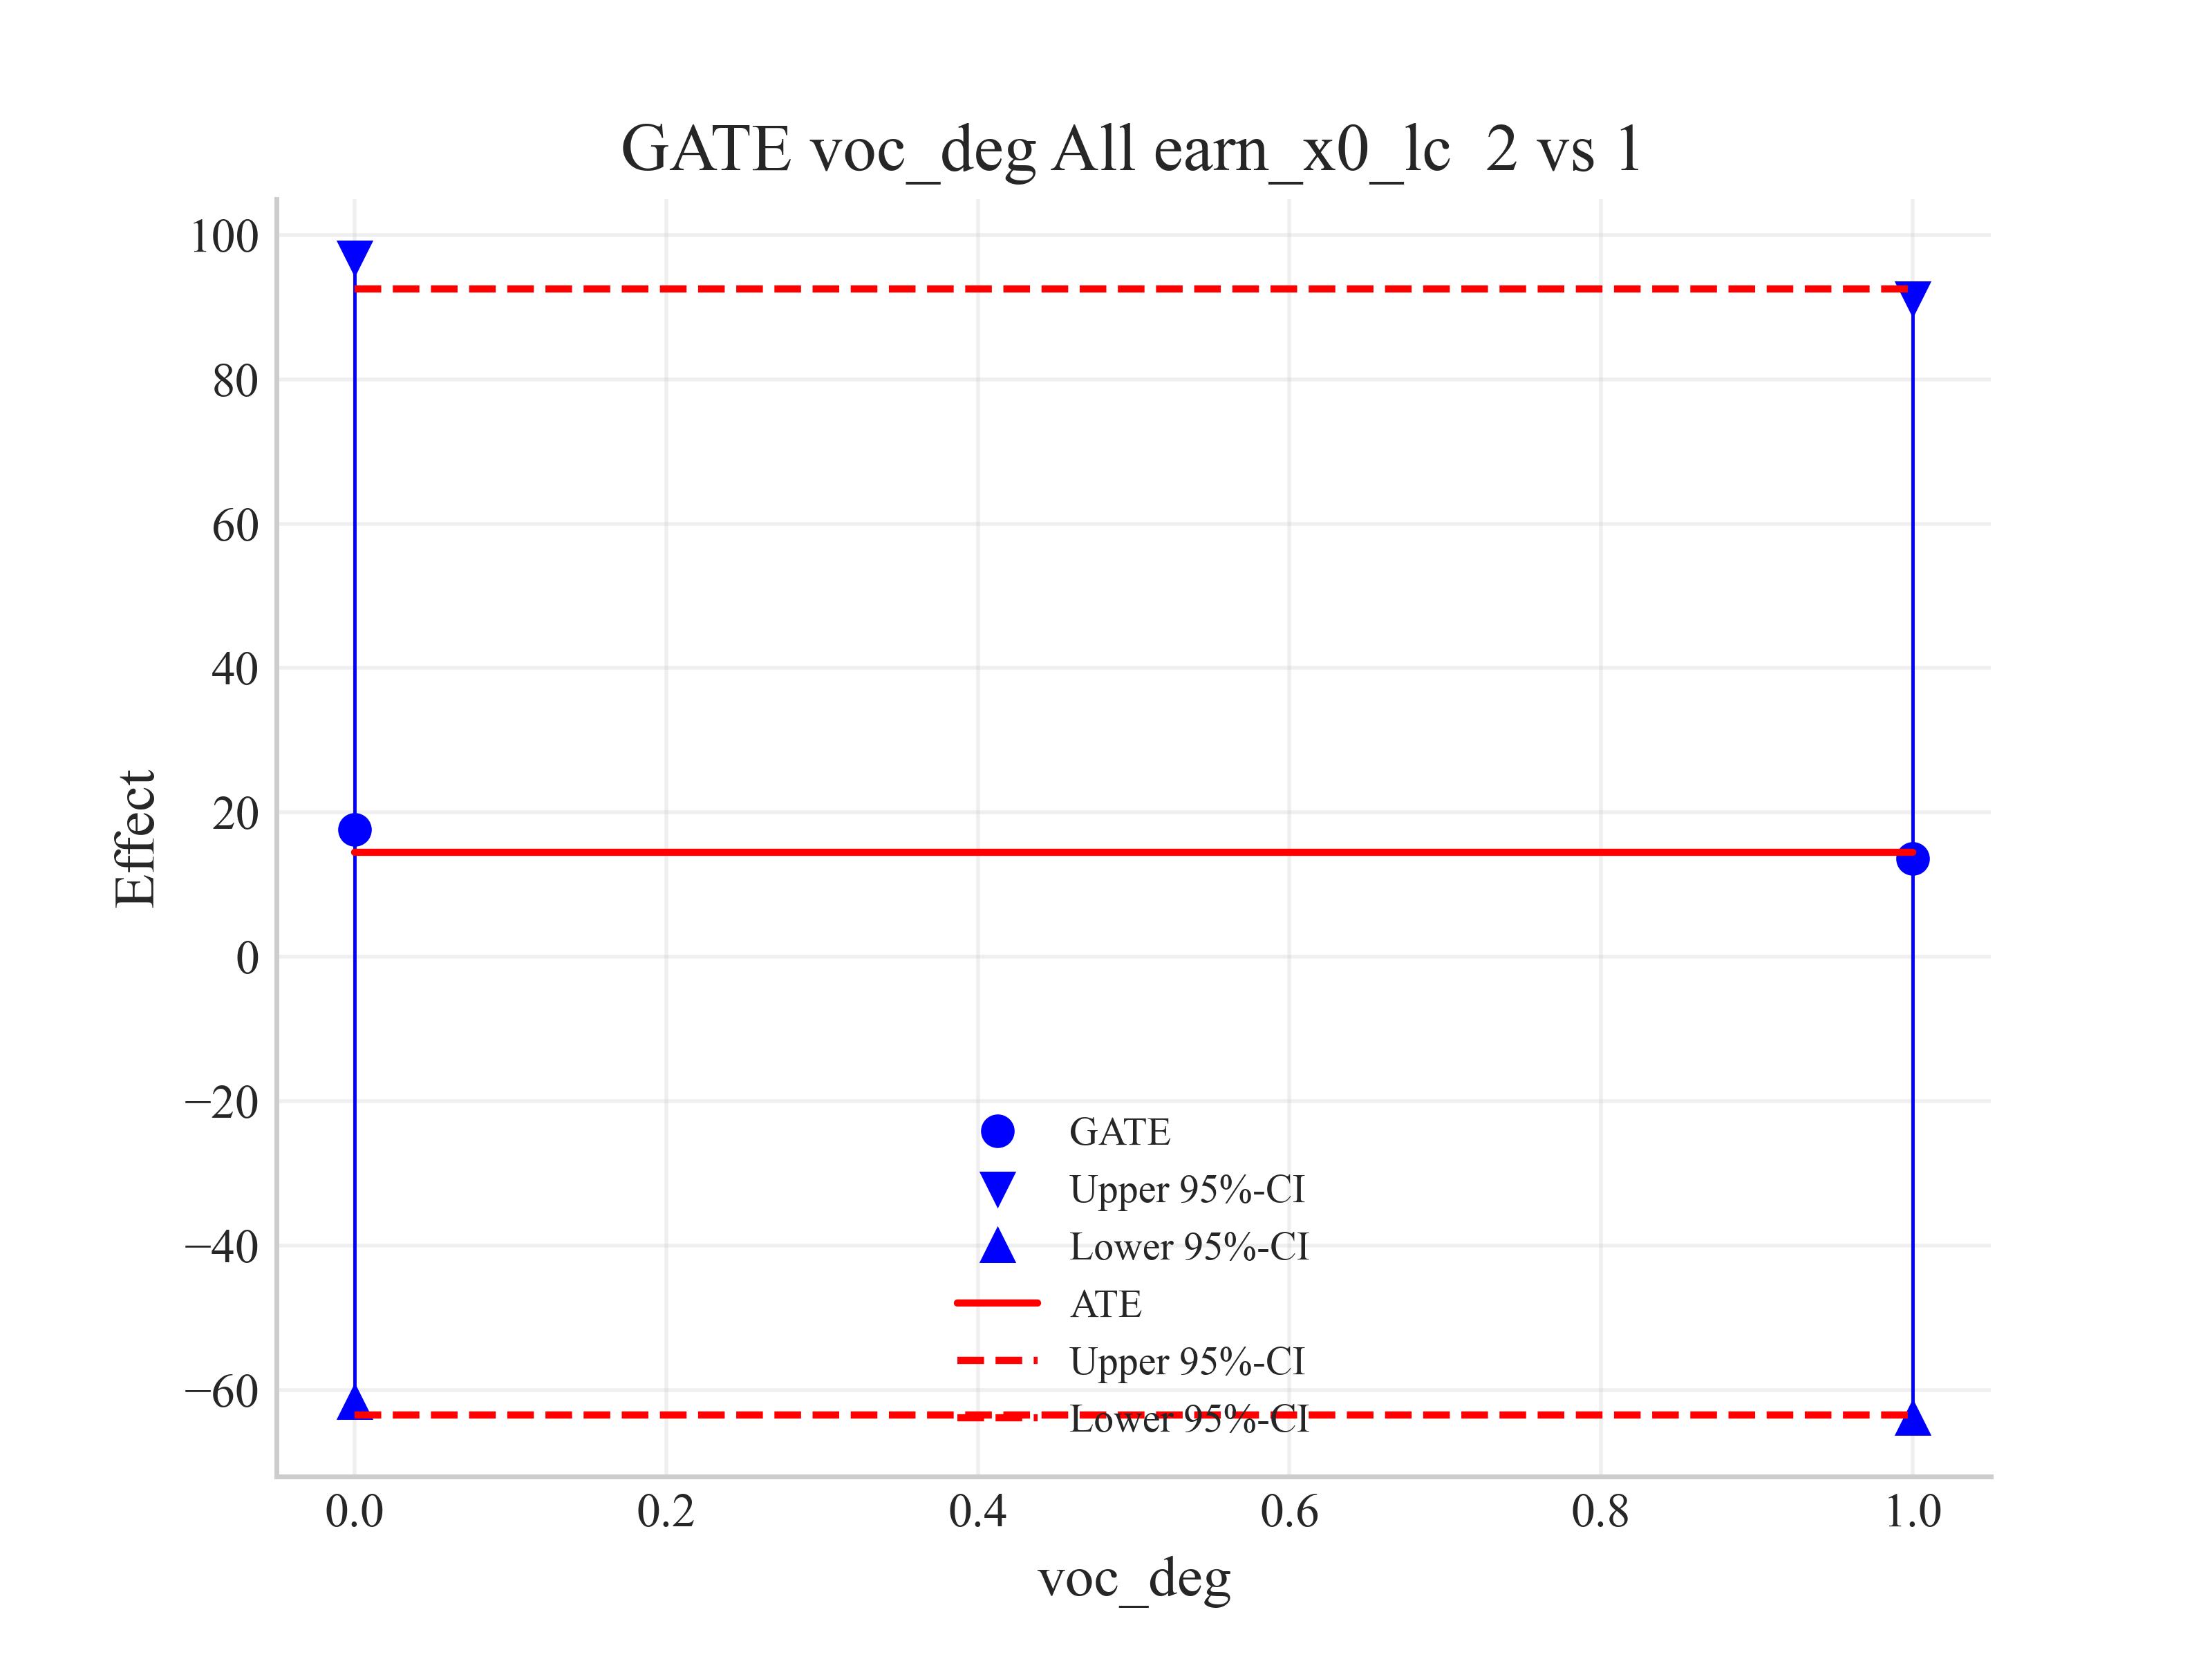 GATE voc_deg All earn_x0_lc  2 vs 1
100
80
60
40
20
0
−20
−40
−60
Effect
GATE
Upper 95%-CI
Lower 95%-CI
ATE
Upper 95%-CI
Lower 95%-CI
0.0 0.2 0.4 0.6 0.8 1.0
voc_deg